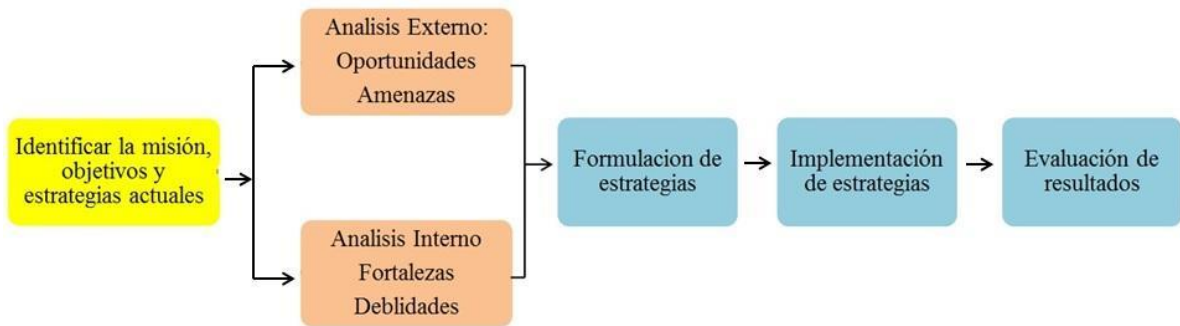 Identificar la misión,
objetivos y
estrategias actuales
Analisis Externo:
Oportunidades
Amenazas
Analisis Interno
Fortalezas
Deblidades
Formulacion de
estrategias
Implementación
de estrategias
Evaluación de
resultados